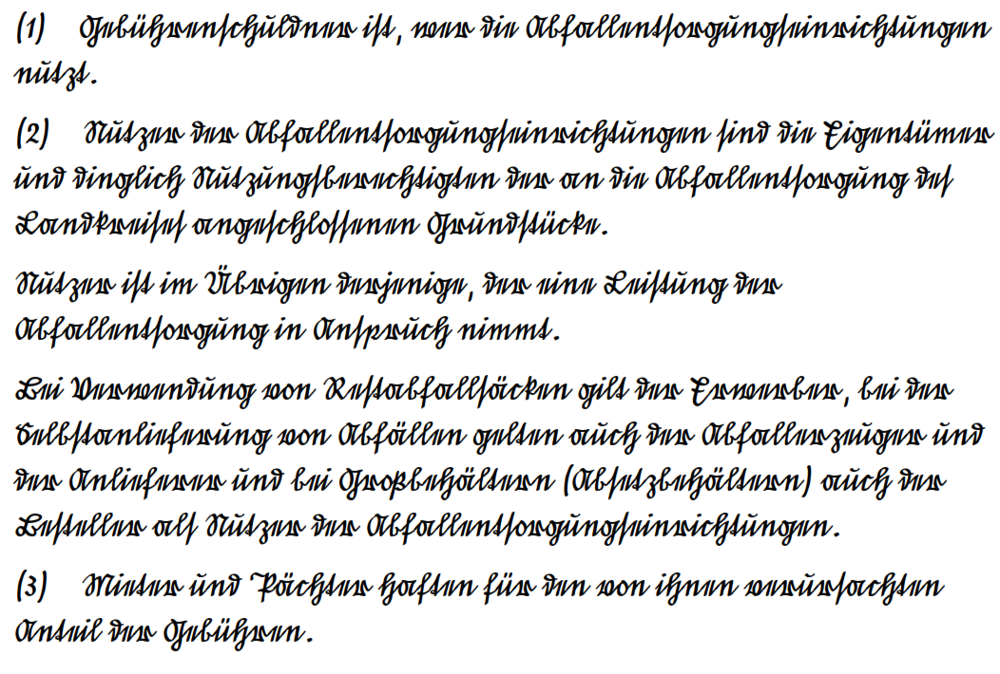 (1) Gebührenschuldner ist, wer die Abfallentsorgungseinrichtungen
nutzt.
(2) Nutzer der Abfallentsorgungseinrichtungen sind die Eigentümer
und dinglich Nutzungsberechtigten der an die Abfallentsorgung des
Landkreises angeschlossenen Grundstücke.
Nutzer ist im Übrigen derjenige, der eine Leistung der
Abfallentsorgung in Anspruch nimmt.
Bei Verwendung von Restabfallsäcken gilt der Erwerber, bei der
Selbstanlieferung von Abfällen gelten auch der Abfallerzeuger und
der Anlieferer und bei Großbehältern (Absetzbehältern) auch der
Besteller als Nutzer der Abfallentsorgungseinrichtungen.
(3) Mieter und Pächter haften für den von ihnen verursachten
Anteil der Gebühren.